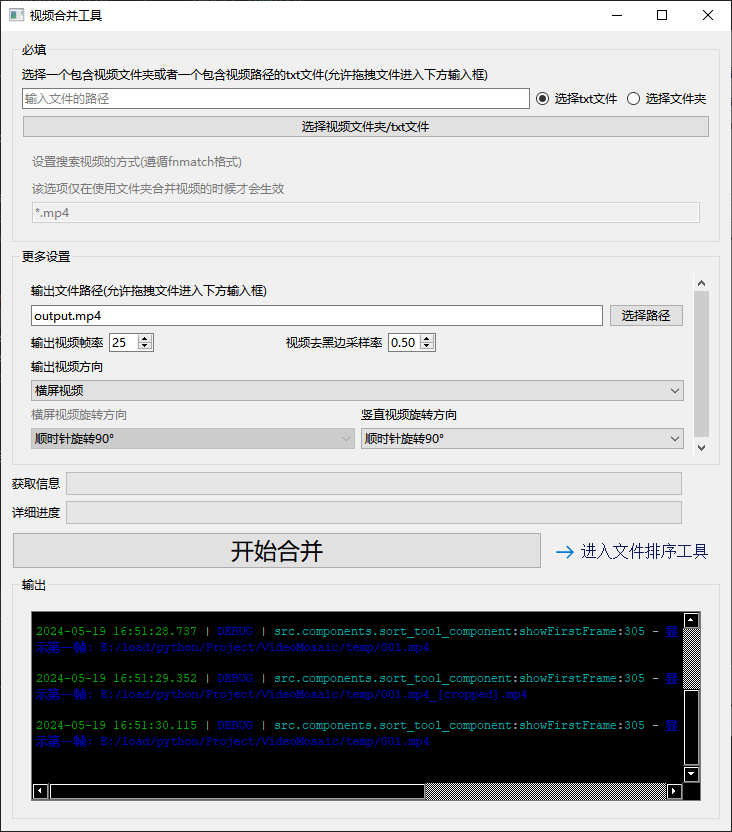 视频合并工具
必填
选择一个包含视频文件夹或者一个包含视频路径的txt文件(允许拖拽文件进入下方输入框)
输入文件的路径 选择txt文件 选择文件夹
选择视频文件夹/txt文件
设置搜索视频的方式(遵循fnmatch格式)
该选项仅在使用文件夹合并视频的时候才会生效
*.mp4
更多设置
输出文件路径(允许拖拽文件进入下方输入框)
output.mp4 选择路径
输出视频帧率 25 视频去黑边采样率 0.50
输出视频方向
横屏视频
横屏视频旋转方向 竖直视频旋转方向
顺时针旋转90° 顺时针旋转90°
获取信息
详细进度
开始合并 → 进入文件排序工具
输出
2024-05-19 16:51:28.737 | DEBUG | src.components.sort_tool_component:showFirstFrame:305 - 显
示第一帧: E:/load/python/Project/VideoMosaic/temp/001.mp4
2024-05-19 16:51:29.352 | DEBUG | src.components.sort_tool_component:showFirstFrame:305 - 显
示第一帧: E:/load/python/Project/VideoMosaic/temp/001.mp4_[cropped].mp4
2024-05-19 16:51:30.115 | DEBUG | src.components.sort_tool_component:showFirstFrame:305 - 显
示第一帧: E:/load/python/Project/VideoMosaic/temp/001.mp4